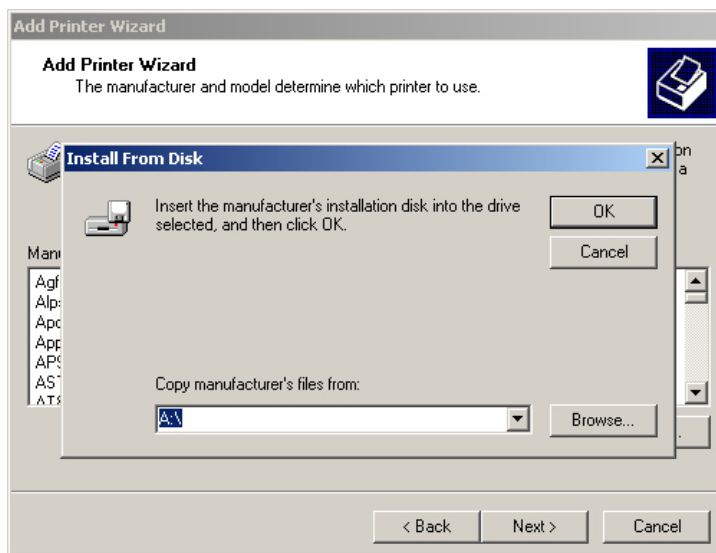 Add Printer Wizard
Add Printer Wizard
The manufacturer and model determine which printer to use.
Install From Disk
Insert the manufacturer's installation disk into the drive
selected, and then click OK.
OK
Cancel
Copy manufacturer's files from:
A:\
Browse...
< Back
Next >
Cancel